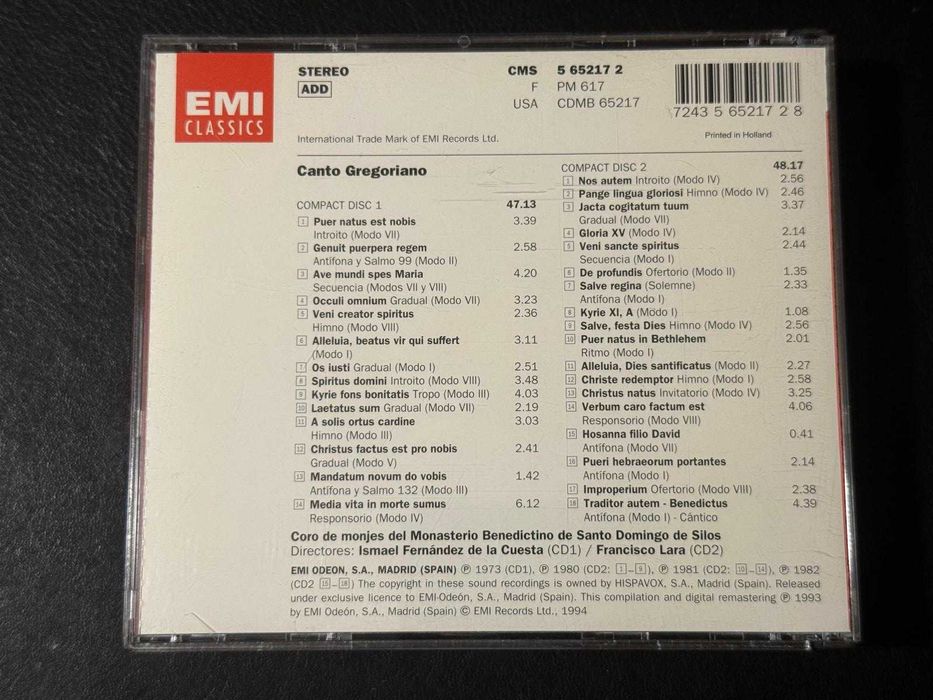 EMI
CLASSICS
STEREO
ADD
CMS 5 65217 2
F PM 617
USA CDMB 65217
7243 5 65217 2 8
International Trade Mark of EMI Records Ltd.
Printed in Holland
Canto Gregoriano
COMPACT DISC 1 47.13
1 Puer natus est nobis 3.39
Introito (Modo VII)
2 Genuit puerpera regem 2.58
Antífona y Salmo 99 (Modo II)
3 Ave mundi spes Maria 4.20
Secuencia (Modos VII y VIII)
4 Occuli omnium Gradual (Modo VII) 3.23
5 Veni creator spiritus 2.36
Himno (Modo VIII)
6 Alleluia, beatus vir qui suffert 3.11
(Modo I)
7 Os iusti Gradual (Modo I) 2.51
8 Spiritus domini Introito (Modo VIII) 3.48
9 Kyrie fons bonitatis Tropo (Modo III) 4.03
10 Laetatus sum Gradual (Modo VII) 2.19
11 A solis ortus cardine 3.03
Himno (Modo III)
12 Christus factus est pro nobis 2.41
Gradual (Modo V)
13 Mandatum novum do vobis 1.42
Antífona y Salmo 132 (Modo III)
14 Media vita in morte sumus 6.12
Responsorio (Modo IV)
COMPACT DISC 2 48.17
1 Nos autem Introito (Modo IV) 2.56
2 Pange lingua gloriosi Himno (Modo IV) 2.46
3 Jacta cogitatum tuum 3.37
Gradual (Modo VII)
4 Gloria XV (Modo IV) 2.14
5 Veni sancte spiritus 2.44
Secuencia (Modo I)
6 De profundis Ofertorio (Modo II) 1.35
7 Salve regina (Solemne) 2.33
Antífona (Modo I)
8 Kyrie XI, A (Modo I) 1.08
9 Salve, festa Dies Himno (Modo IV) 2.56
10 Puer natus in Bethlehem 2.01
Ritmo (Modo I)
11 Alleluia, Dies santificatus (Modo II) 2.27
12 Christe redemptor Himno (Modo I) 2.58
13 Christus natus Invitatorio (Modo IV) 3.25
14 Verbum caro factum est 4.06
Responsorio (Modo VIII)
15 Hosanna filio David 0.41
Antífona (Modo VII)
16 Pueri hebraeorum portantes 2.14
Antífona (Modo I)
17 Improperium Ofertorio (Modo VIII) 2.38
18 Traditor autem - Benedictus 4.39
Antífona (Modo I) - Cántico
Coro de monjes del Monasterio Benedictino de Santo Domingo de Silos
Directores: Ismael Fernández de la Cuesta (CD1) / Francisco Lara (CD2)
EMI ODEON, S.A., MADRID (SPAIN) ℗ 1973 (CD1), ℗ 1980 (CD2: 1-9), ℗ 1981 (CD2: 10-14), ℗ 1982
(CD2 15-18) The copyright in these sound recordings is owned by HISPAVOX, S.A., Madrid (Spain). Released
under exclusive licence to EMI-Odeón, S.A., Madrid (Spain). This compilation and digital remastering ℗ 1993
by EMI Odeón, S.A., Madrid (Spain) © EMI Records Ltd., 1994